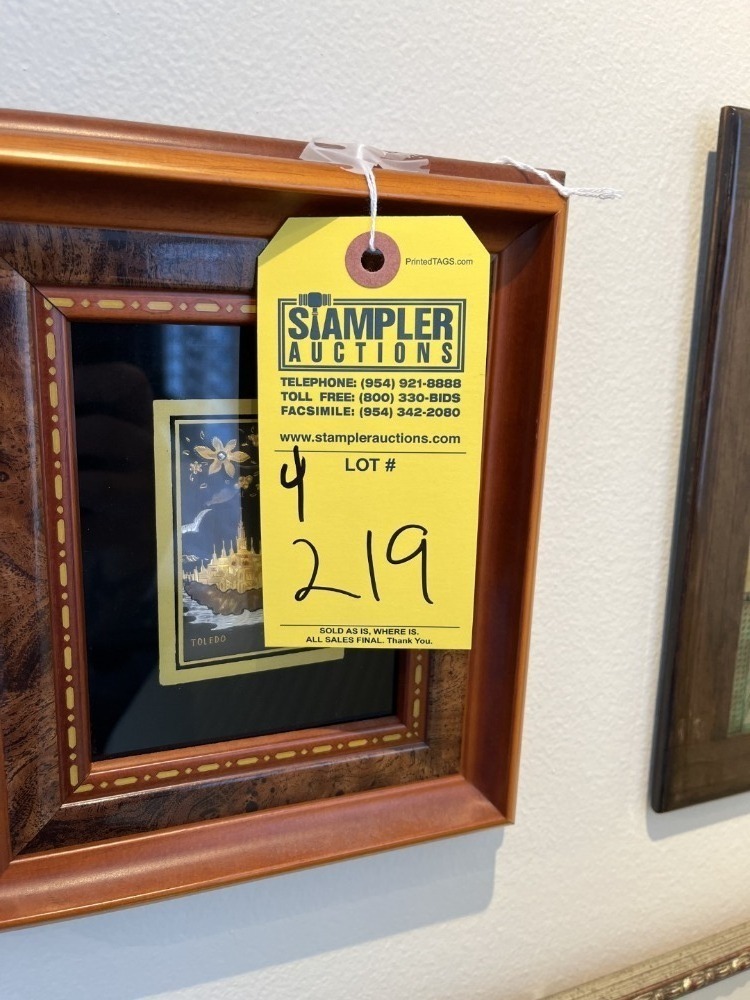 PrintedTAGS.com
STAMPLER
AUCTIONS
TELEPHONE: (954) 921-8888
TOLL FREE: (800) 330-BIDS
FACSIMILE: (954) 342-2080
www.stamplerauctions.com
LOT #
4
219
SOLD AS IS, WHERE IS.
ALL SALES FINAL. Thank You.
TOLEDO